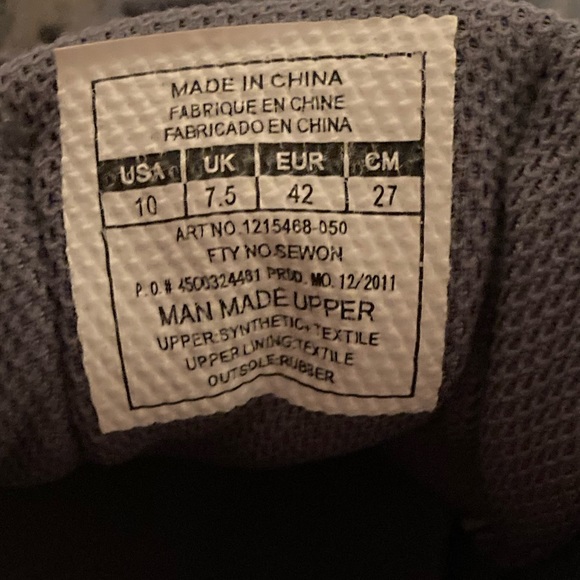 MADE IN CHINA
FABRIQUE EN CHINE
FABRICADO EN CHINA
USA UK EUR CM
10 7.5 42 27
ART NO.1215468-050
FTY NO.SEWON
P.O.# 4500324481 PROD. MO. 12/2011
MAN MADE UPPER
UPPER:SYNTHETIC+TEXTILE
UPPER LINING:TEXTILE
OUTSOLE:RUBBER